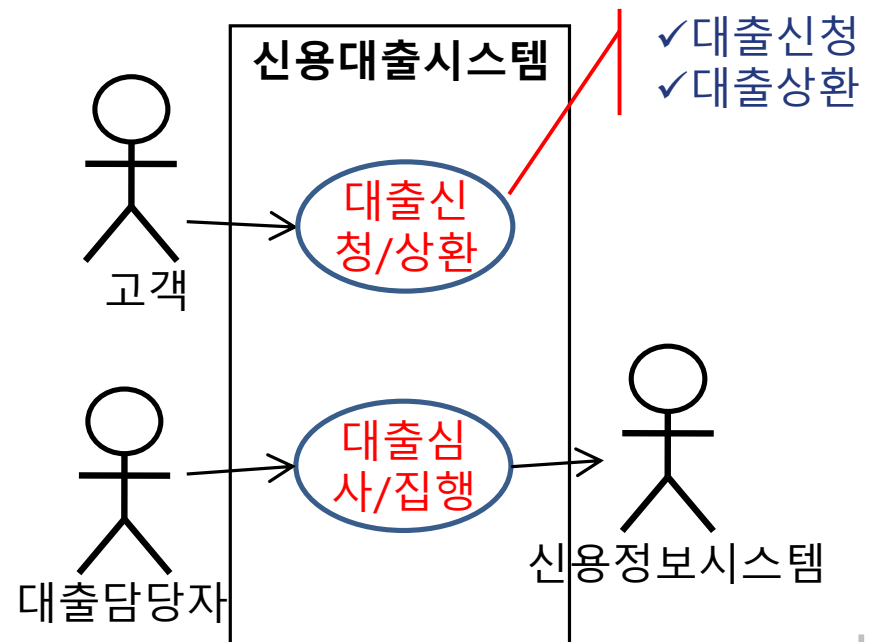 신용대출시스템
✓대출신청
✓대출상환
대출신
청/상환
고객
대출심
사/집행
신용정보시스템
대출담당자